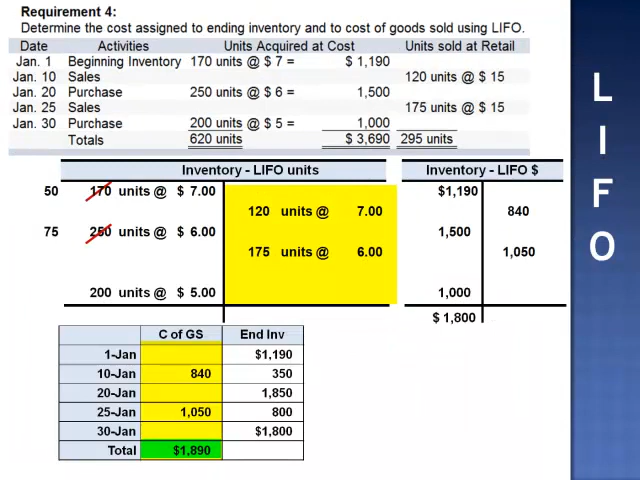 Requirement 4:
Determine the cost assigned to ending inventory and to cost of goods sold using LIFO.
Date Activities Units Acquired at Cost Units sold at Retail
Jan. 1 Beginning Inventory 170 units @ $ 7 = $ 1,190
Jan. 10 Sales 120 units @ $ 15
Jan. 20 Purchase 250 units @ $ 6 = 1,500
Jan. 25 Sales 175 units @ $ 15
Jan. 30 Purchase 200 units @ $ 5 = 1,000
Totals 620 units $ 3,690 295 units
Inventory - LIFO units Inventory - LIFO $
50 170 units @ $ 7.00 $1,190
120 units @ 7.00 840
75 250 units @ $ 6.00 1,500
175 units @ 6.00 1,050
200 units @ $ 5.00 1,000
$ 1,800
C of GS End Inv
1-Jan $1,190
10-Jan 840 350
20-Jan 1,850
25-Jan 1,050 800
30-Jan $1,800
Total $1,890
L
I
F
O